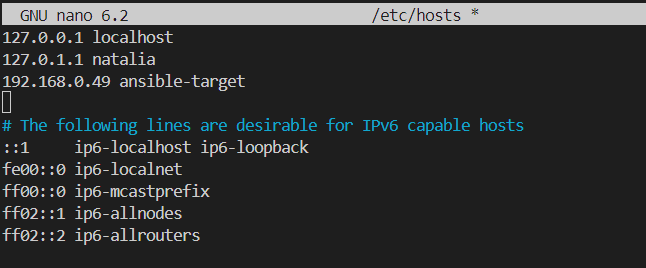 GNU nano 6.2 /etc/hosts *
127.0.0.1 localhost
127.0.1.1 natalia
192.168.0.49 ansible-target
# The following lines are desirable for IPv6 capable hosts
::1     ip6-localhost ip6-loopback
fe00::0 ip6-localnet
ff00::0 ip6-mcastprefix
ff02::1 ip6-allnodes
ff02::2 ip6-allrouters